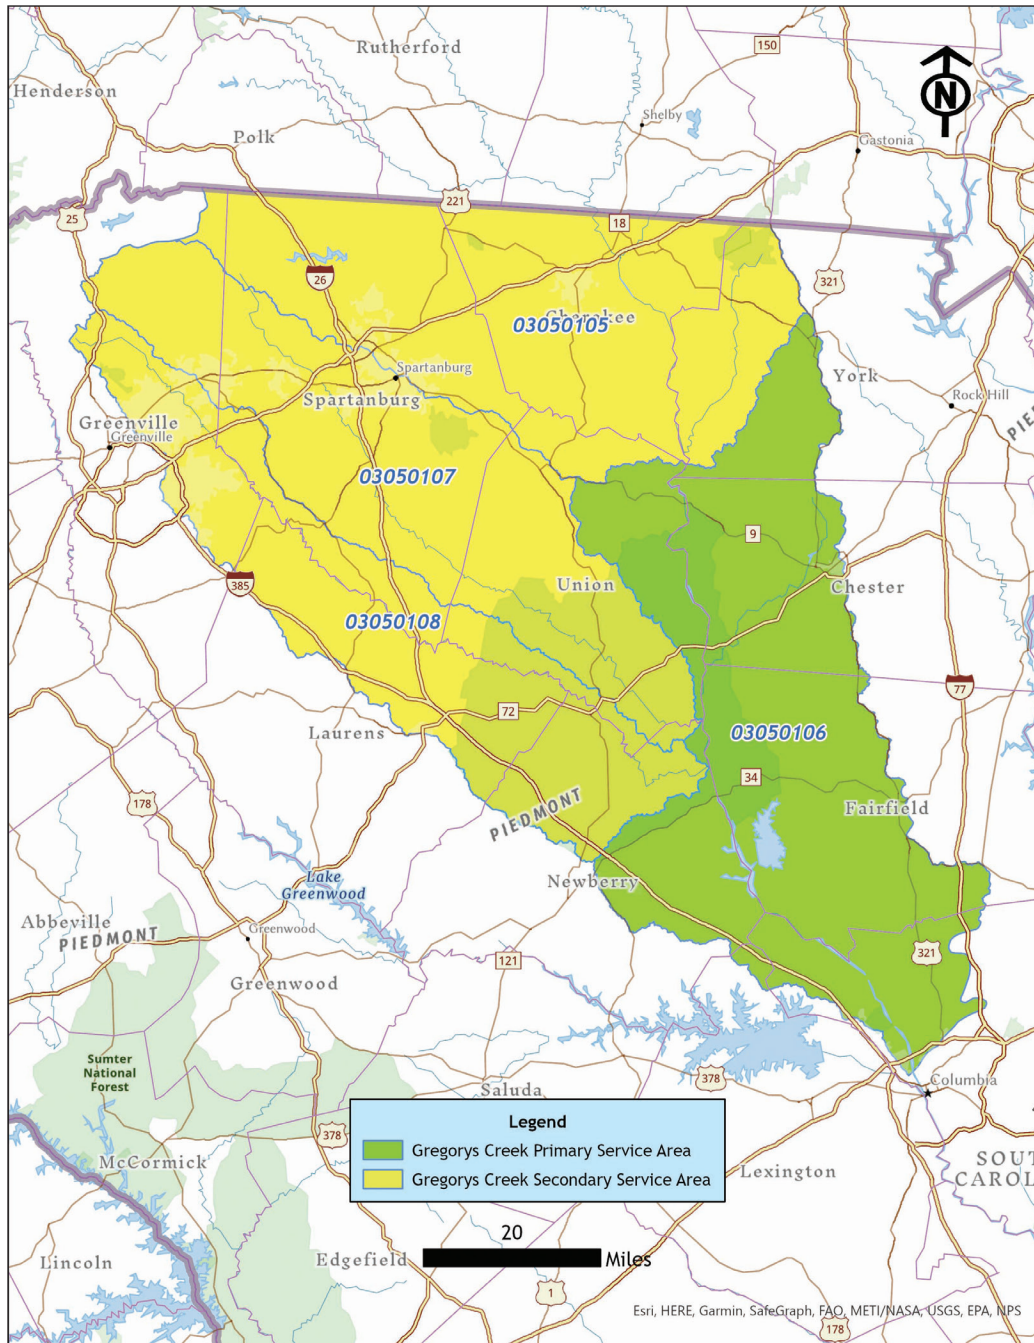 Rutherford
150
Henderson
N
Shelby
Polk
Gastonia
25
221
18
26
321
Cherokee
03050105
Spartanburg
York
Spartanburg
Rock Hill
Greenville
Greenville
03050107
9
385
Union
Chester
03050108
77
72
Laurens
03050106
34
178
PIEDMONT
Fairfield
Lake
Greenwood
Newberry
Abbeville
PIEDMONT
Greenwood
321
121
Greenwood
Sumter
National
Forest
378
Saluda
Columbia
Legend
378
Gregorys Creek Primary Service Area
McCormick
Lexington
Gregorys Creek Secondary Service Area
20
Miles
Lincoln
Edgefield
1
Esri, HERE, Garmin, SafeGraph, FAO, METI/NASA, USGS, EPA, NPS
178